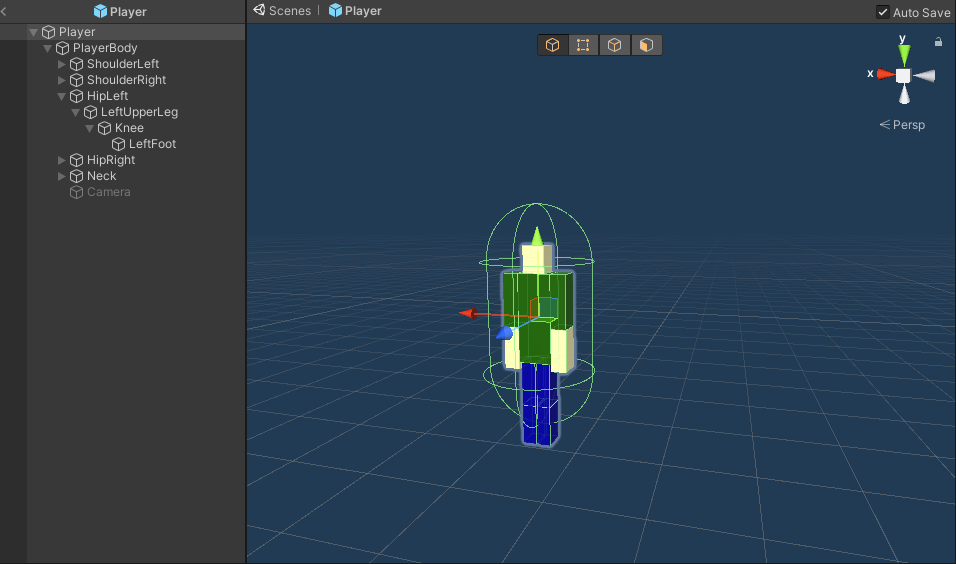 Player
Scenes | Player
Auto Save
Player
PlayerBody
ShoulderLeft
ShoulderRight
HipLeft
LeftUpperLeg
Knee
LeftFoot
HipRight
Neck
Camera
y
x
Persp